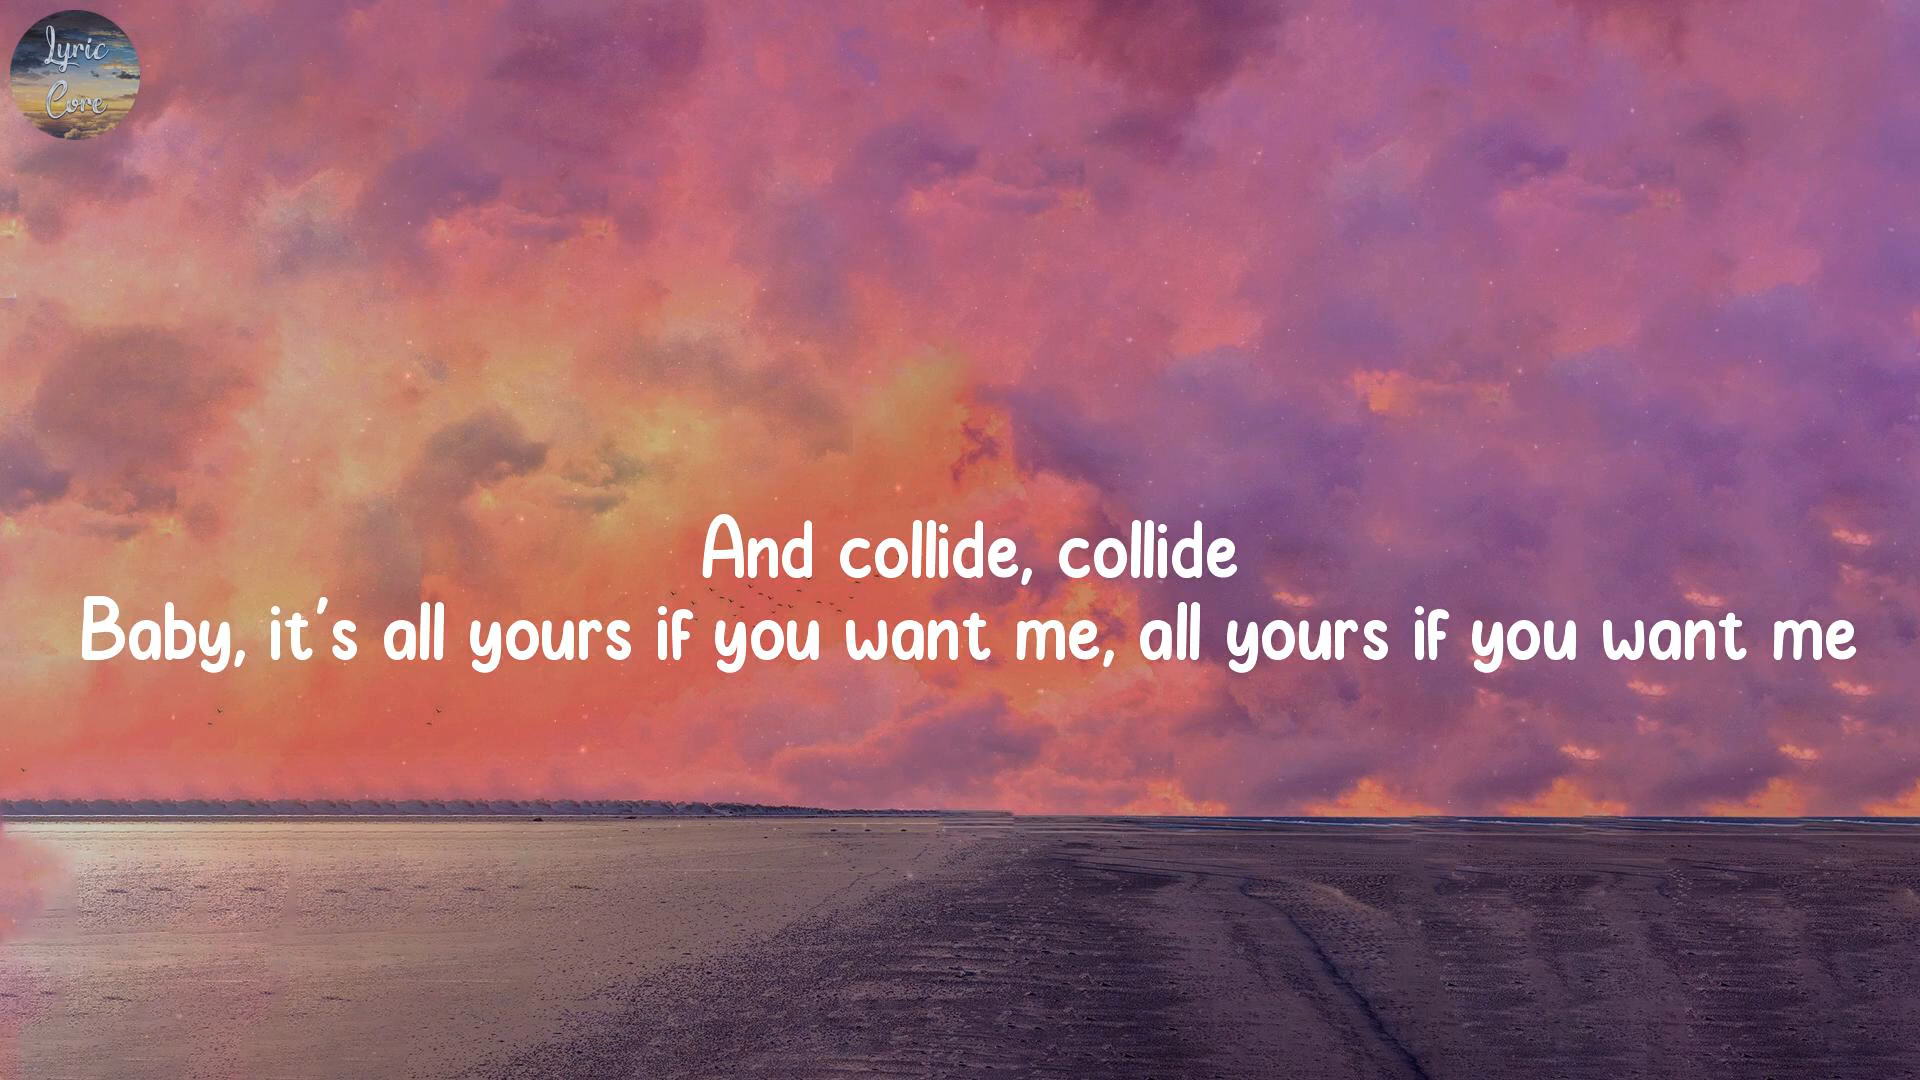 Lyric
Core
And collide, collide
Baby, it's all yours if you want me, all yours if you want me